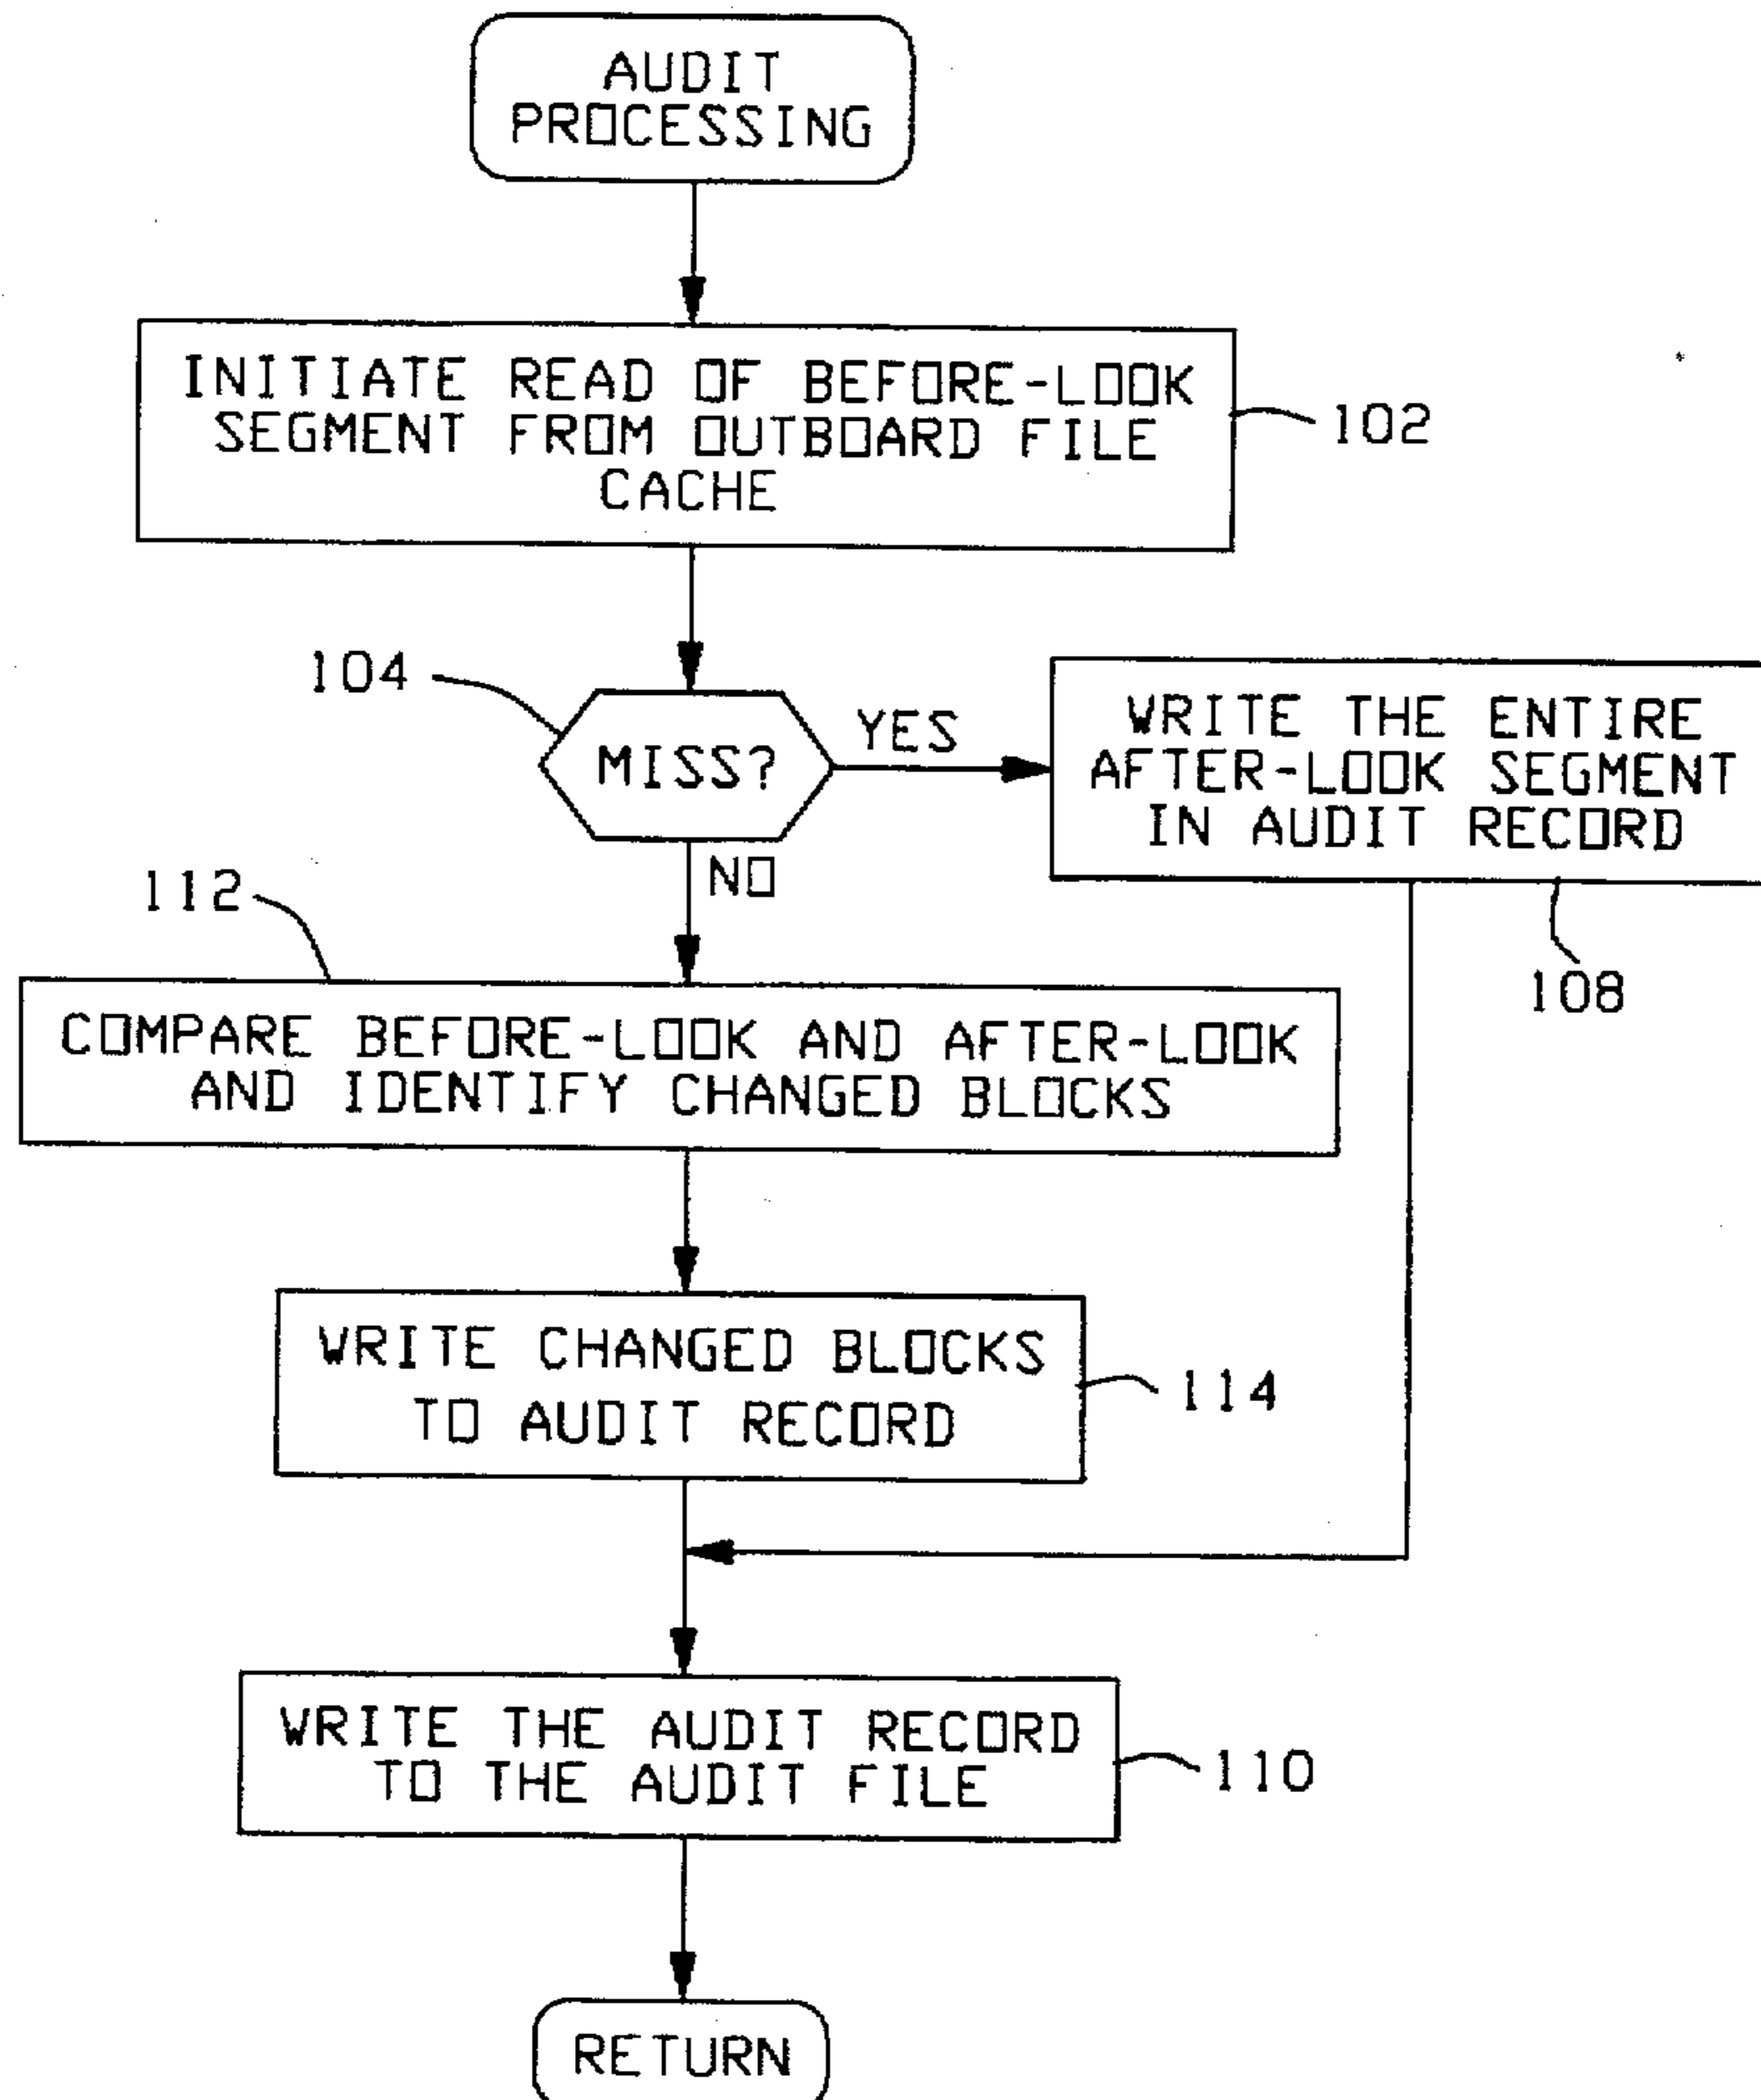 AUDIT
PROCESSING
INITIATE READ OF BEFORE-LOOK
SEGMENT FROM OUTBOARD FILE
CACHE
102
104
MISS?
YES
WRITE THE ENTIRE
AFTER-LOOK SEGMENT
IN AUDIT RECORD
108
NO
112
COMPARE BEFORE-LOOK AND AFTER-LOOK
AND IDENTIFY CHANGED BLOCKS
WRITE CHANGED BLOCKS
TO AUDIT RECORD
114
WRITE THE AUDIT RECORD
TO THE AUDIT FILE
110
RETURN